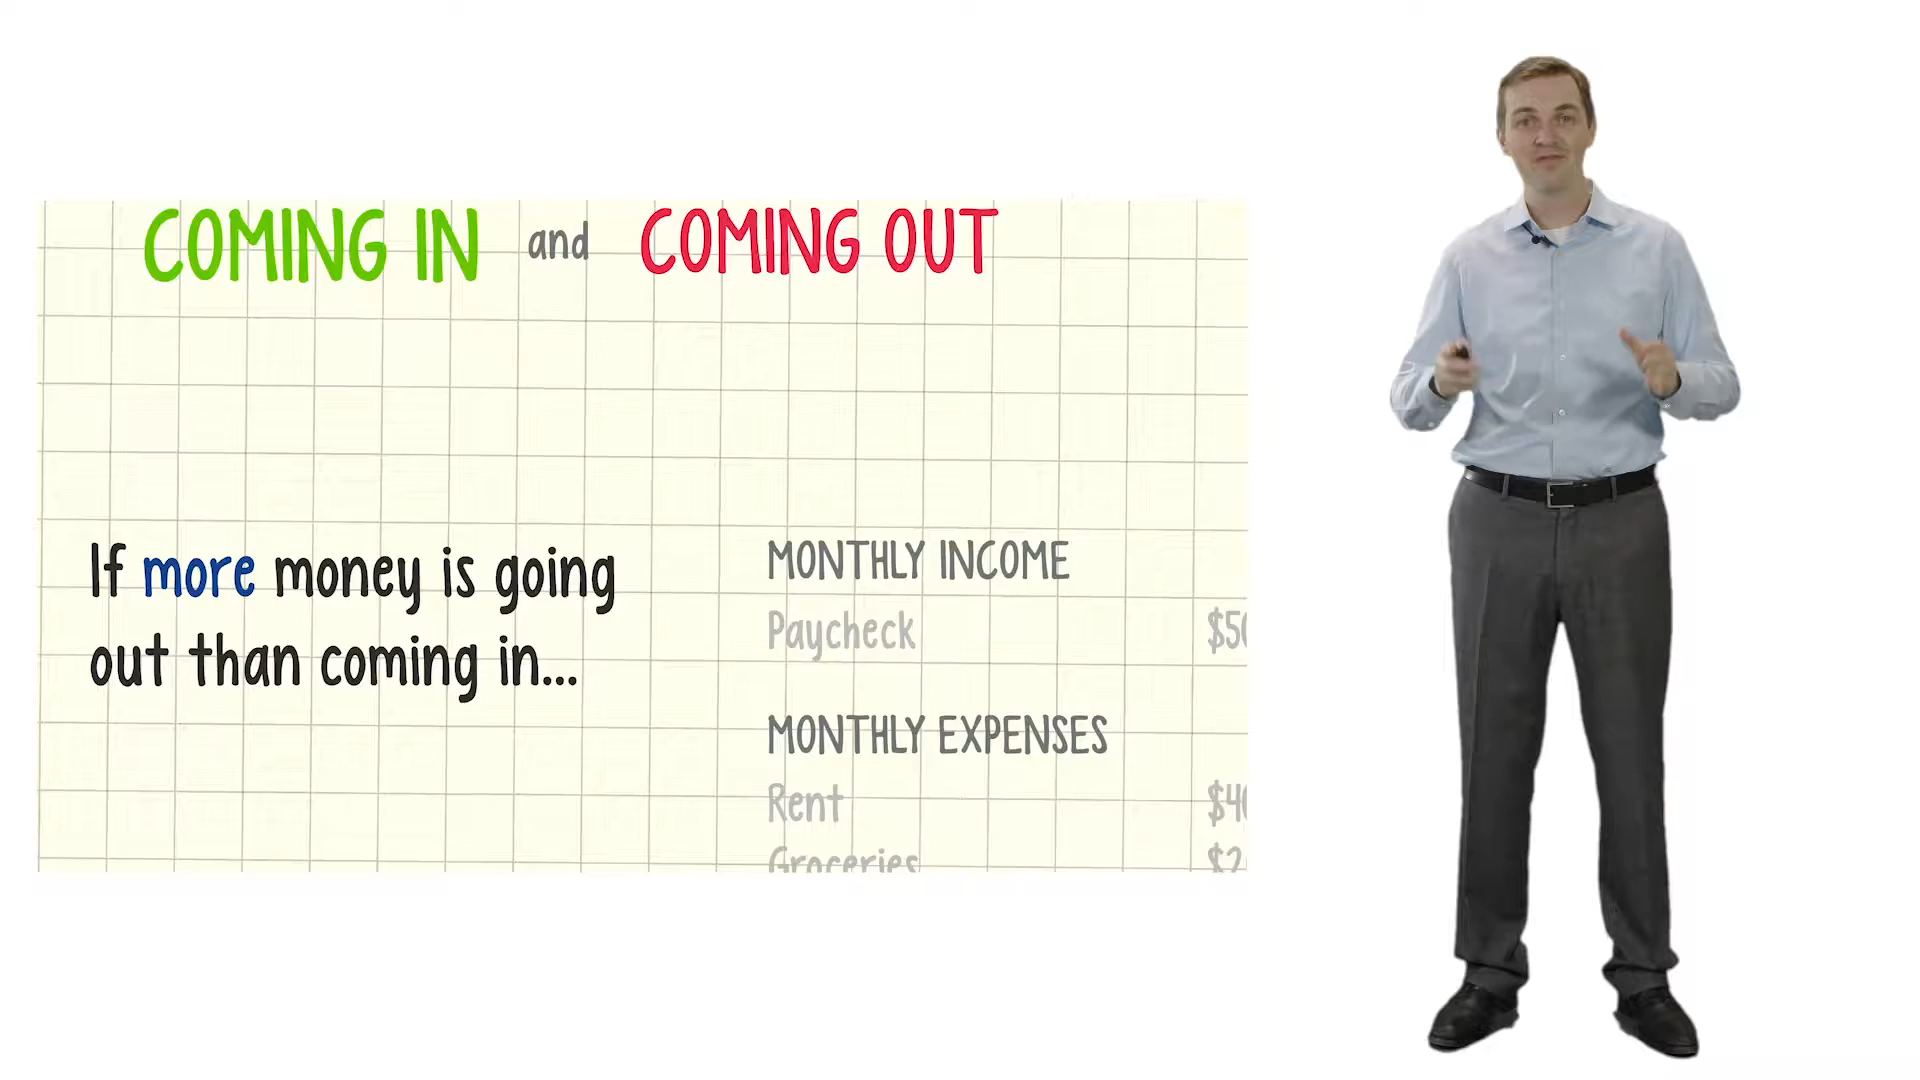 COMING IN and COMING OUT
If more money is going
out than coming in...
MONTHLY INCOME
Paycheck
MONTHLY EXPENSES
Rent
Groceries